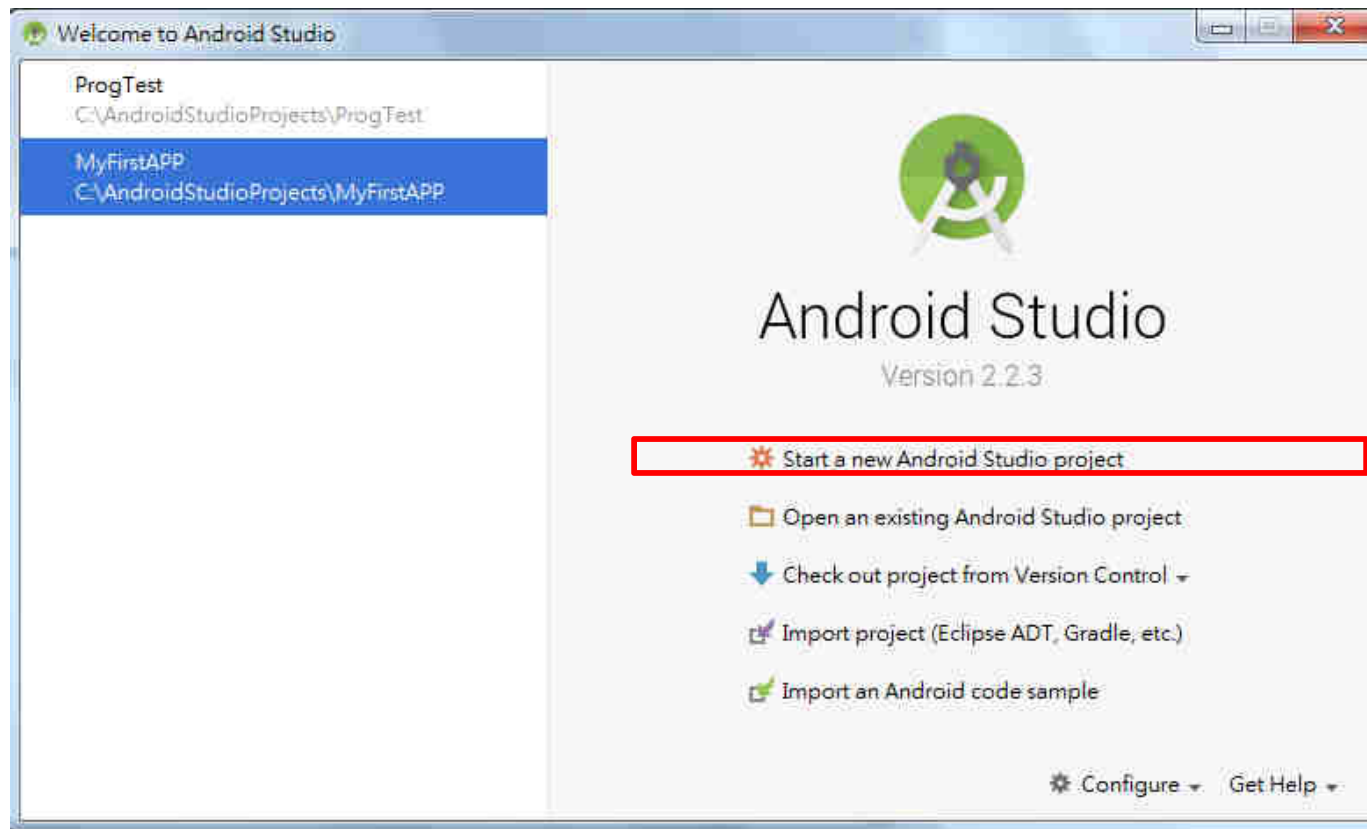 Welcome to Android Studio
ProgTest
C:\AndroidStudioProjects\ProgTest
MyFirstAPP
C:\AndroidStudioProjects\MyFirstAPP
Android Studio
Version 2.2.3
Start a new Android Studio project
Open an existing Android Studio project
Check out project from Version Control
Import project (Eclipse ADT, Gradle, etc.)
Import an Android code sample
Configure
Get Help